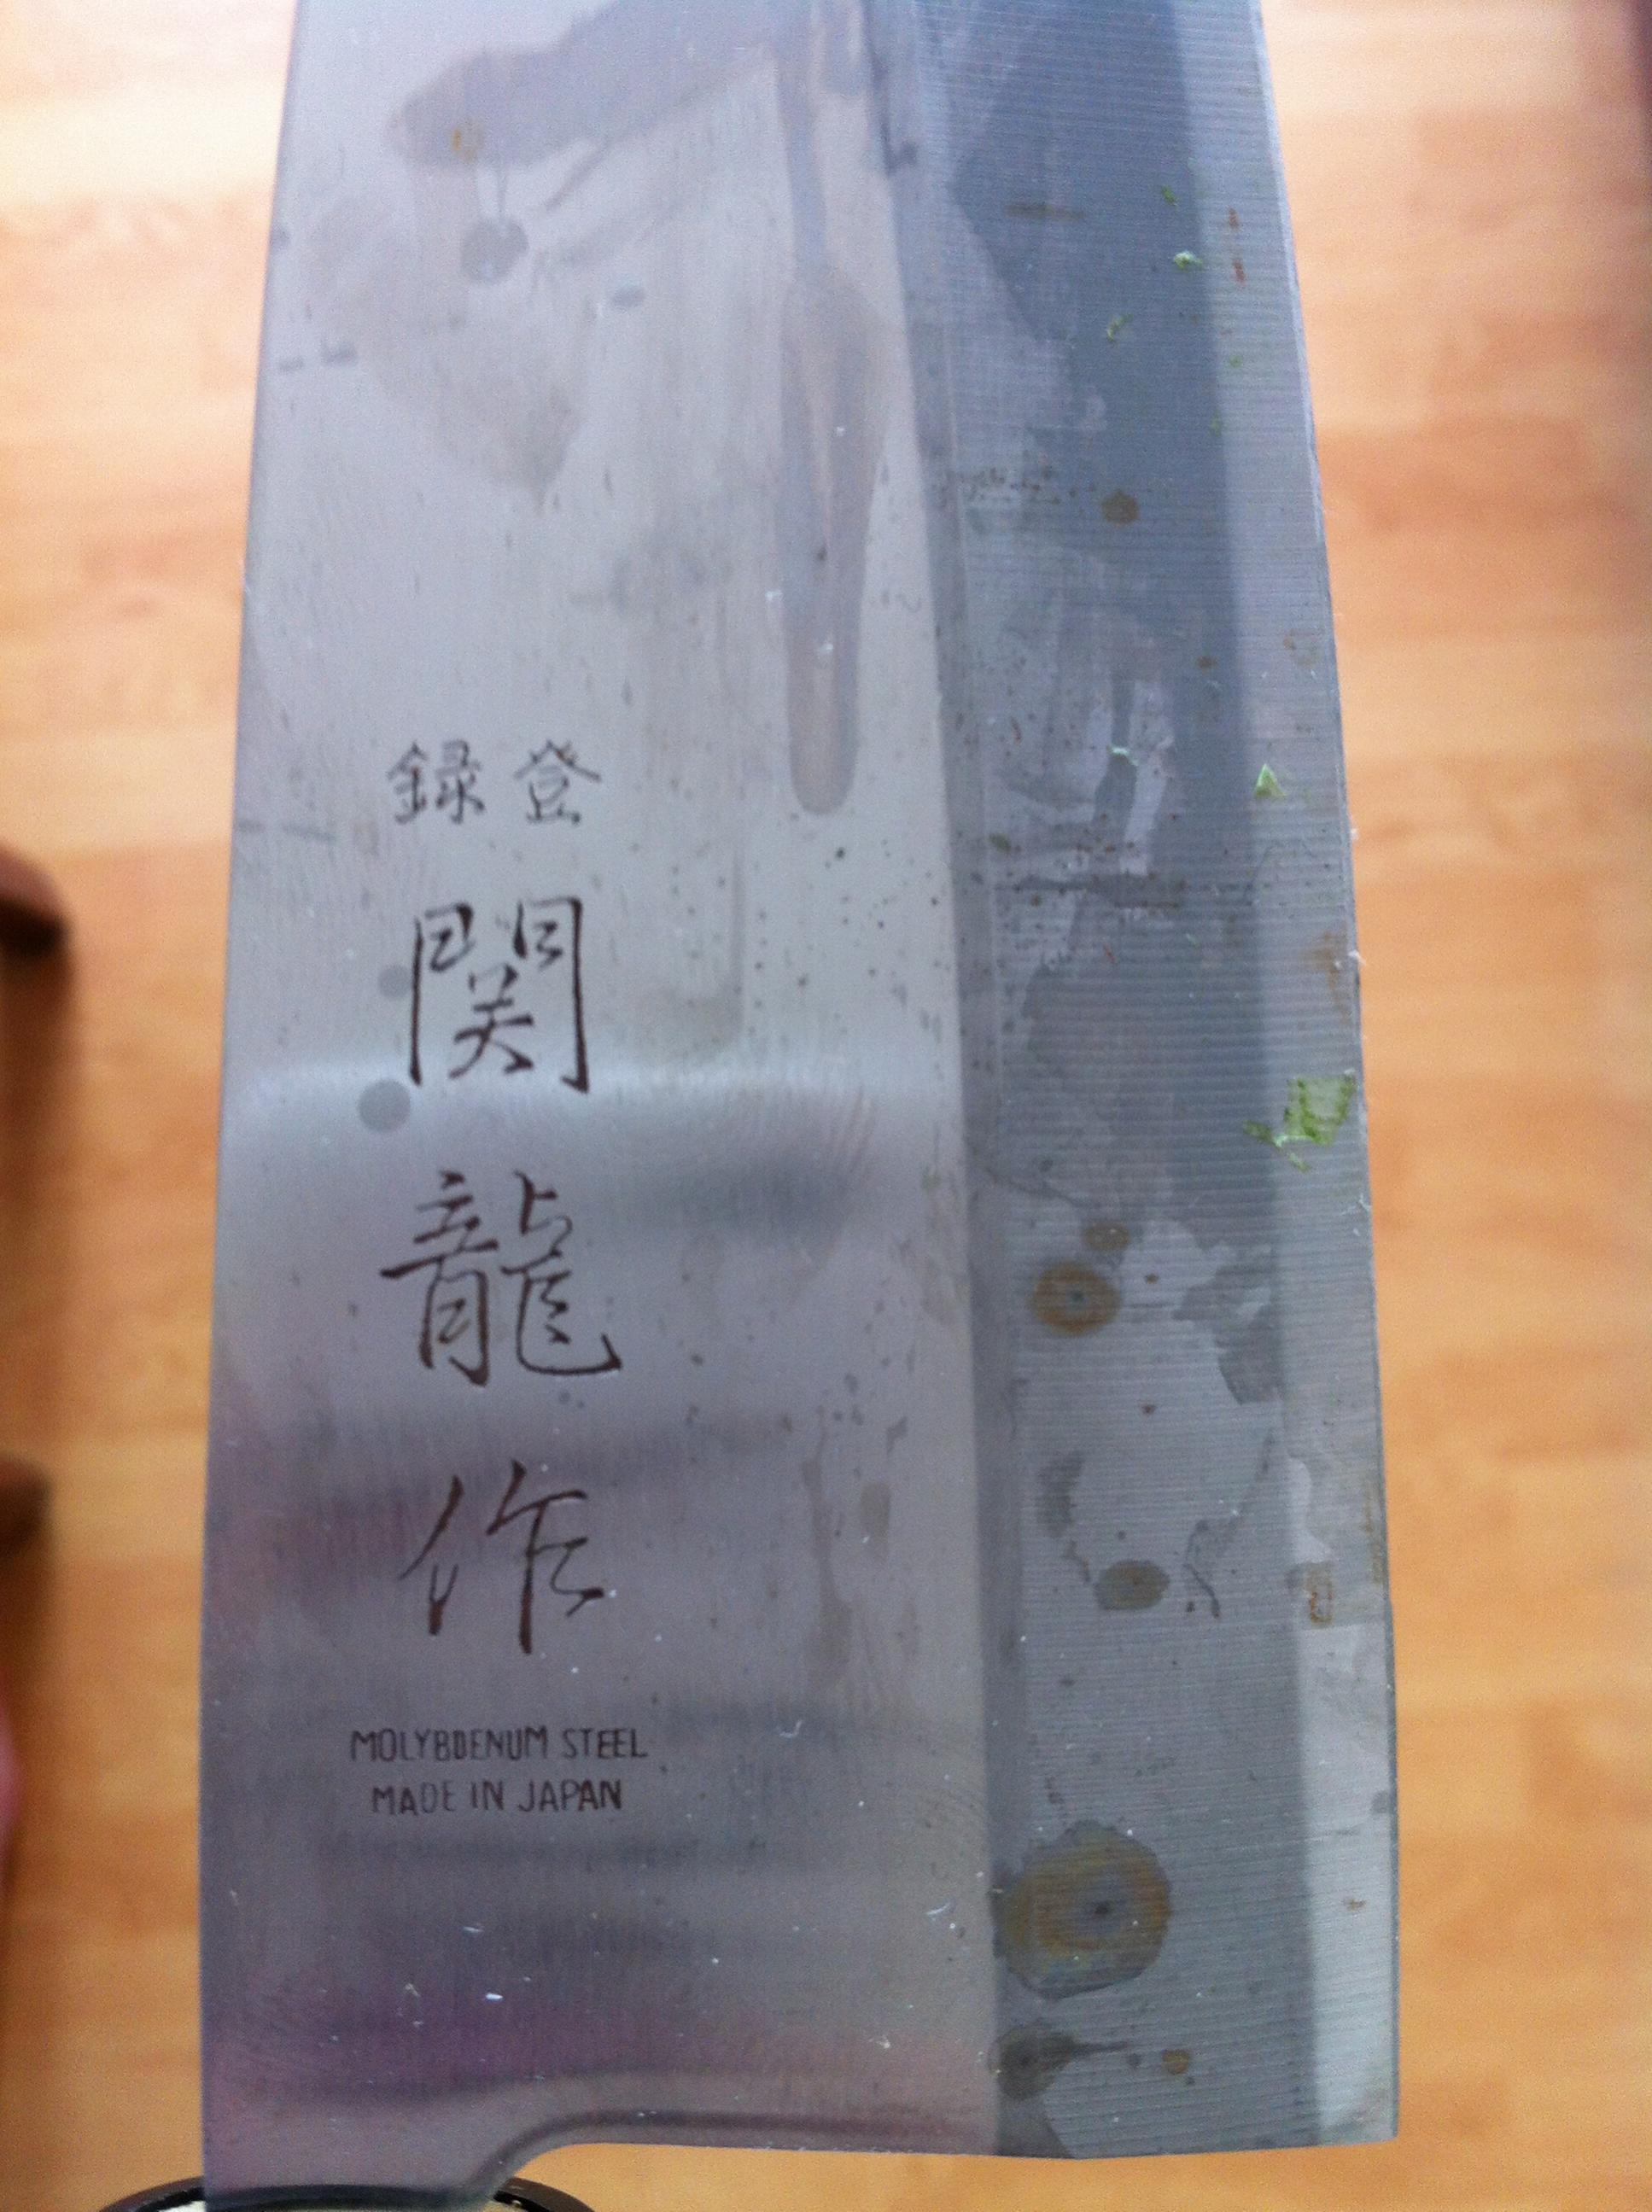 登録
関
龍
作
MOLYBDENUM STEEL
MADE IN JAPAN